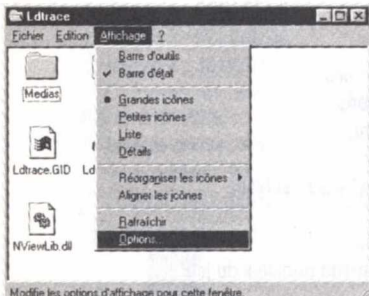 Ldtrace
Fichier Edition Affichage ?
Barre d'outils
Barre d'état
Grandes icônes
Petites icônes
Liste
Détails
Réorganiser les icônes
Aligner les icônes
Rafraîchir
Options...
Medias
Ldtrace.GID Ld
NViewLib.dll
Modifie les options d'affichage pour cette fenêtre.